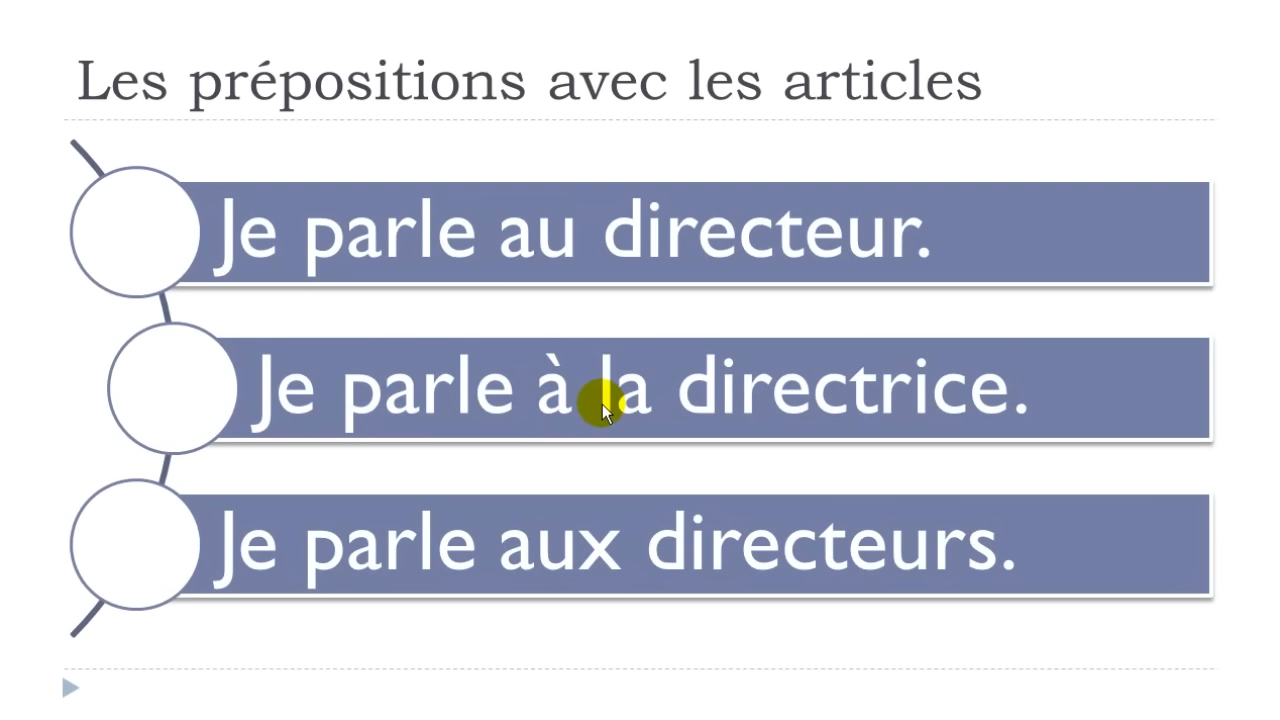 Les prépositions avec les articles
Je parle au directeur.
Je parle à la directrice.
Je parle aux directeurs.